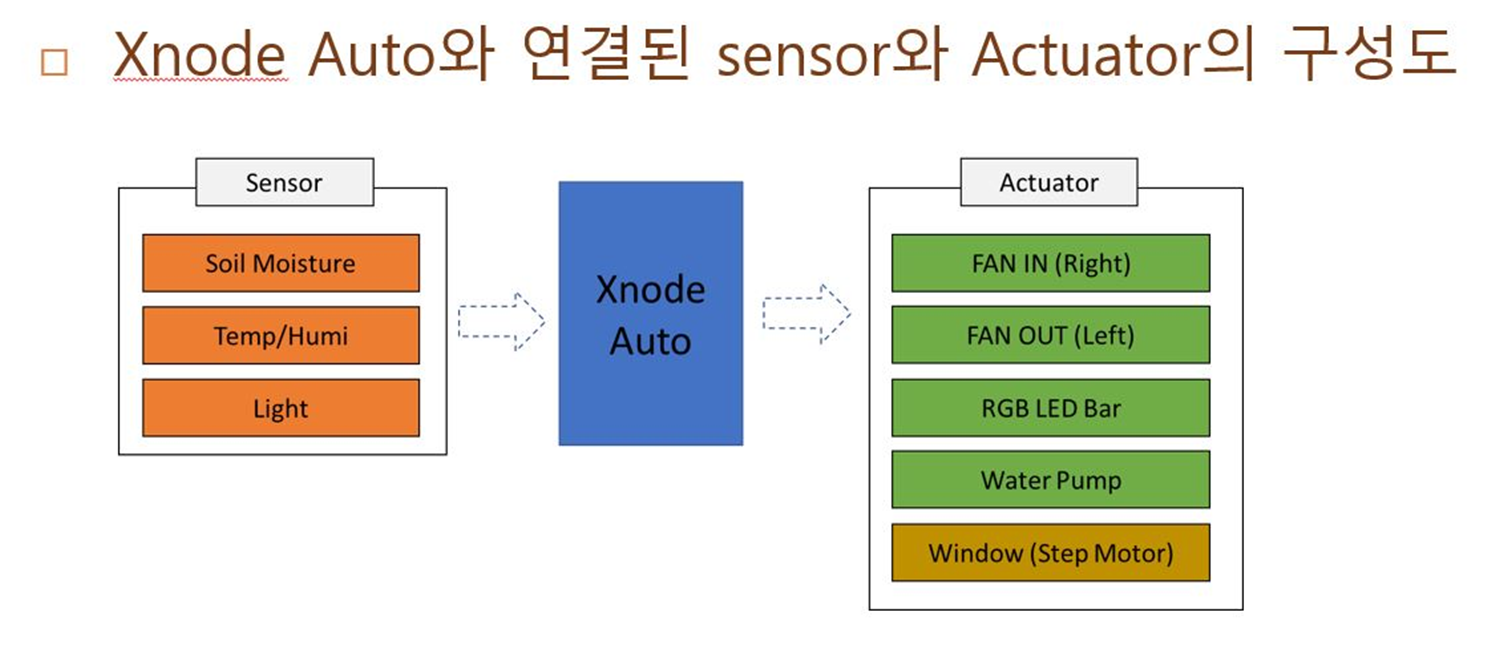 Xnode Auto와 연결된 sensor와 Actuator의 구성도
Sensor
Soil Moisture
Temp/Humi
Light
Xnode
Auto
Actuator
FAN IN (Right)
FAN OUT (Left)
RGB LED Bar
Water Pump
Window (Step Motor)